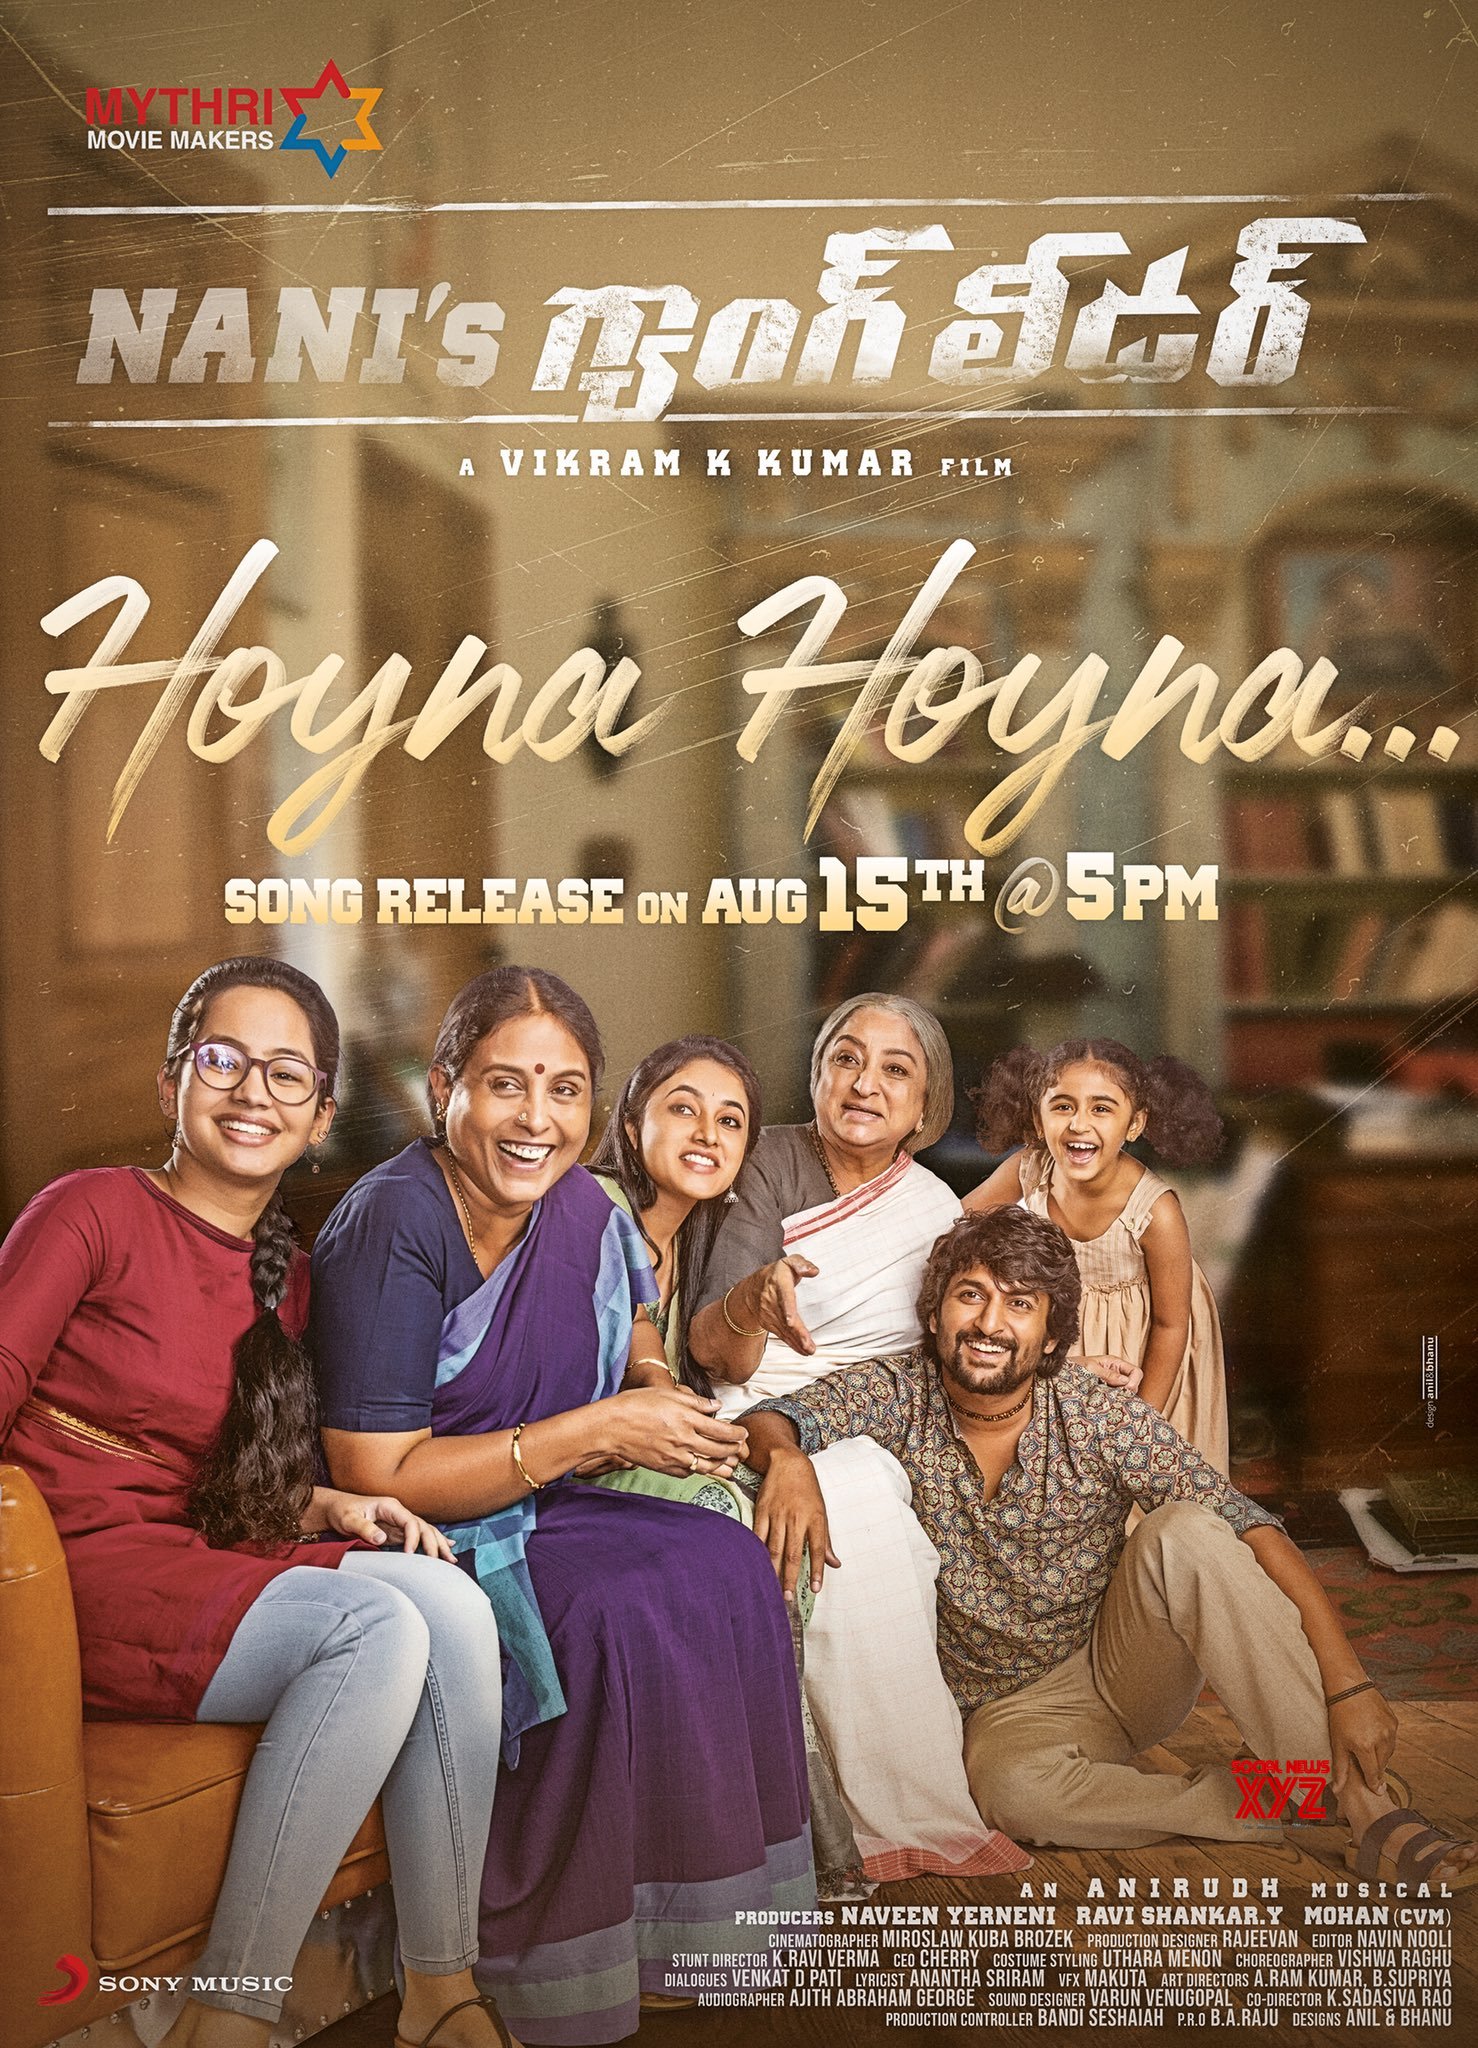 MYTHRI
MOVIE MAKERS
NANI's గ్యాంగ్ లీడర్
A VIKRAM K KUMAR FILM
Hoyna Hoyna...
SONG RELEASE ON AUG 15TH @ 5PM
design anil&bhanu
SOCIAL NEWS
XYZ
AN ANIRUDH MUSICAL
PRODUCERS NAVEEN YERNENI RAVI SHANKAR.Y MOHAN (CVM)
CINEMATOGRAPHER MIROSLAW KUBA BROZEK PRODUCTION DESIGNER RAJEEVAN EDITOR NAVIN NOOLI
STUNT DIRECTOR K.RAVI VERMA CEO CHERRY COSTUME STYLING UTHARA MENON CHOREOGRAPHER VISHWA RAGHU
DIALOGUES VENKAT D PATI LYRICIST ANANTHA SRIRAM VFX MAKUTA ART DIRECTORS A.RAM KUMAR, B.SUPRIYA
AUDIOGRAPHER AJITH ABRAHAM GEORGE SOUND DESIGNER VARUN VENUGOPAL CO-DIRECTOR K.SADASIVA RAO
PRODUCTION CONTROLLER BANDI SESHAIAH P.R.O B.A.RAJU DESIGNS ANIL & BHANU
SONY MUSIC